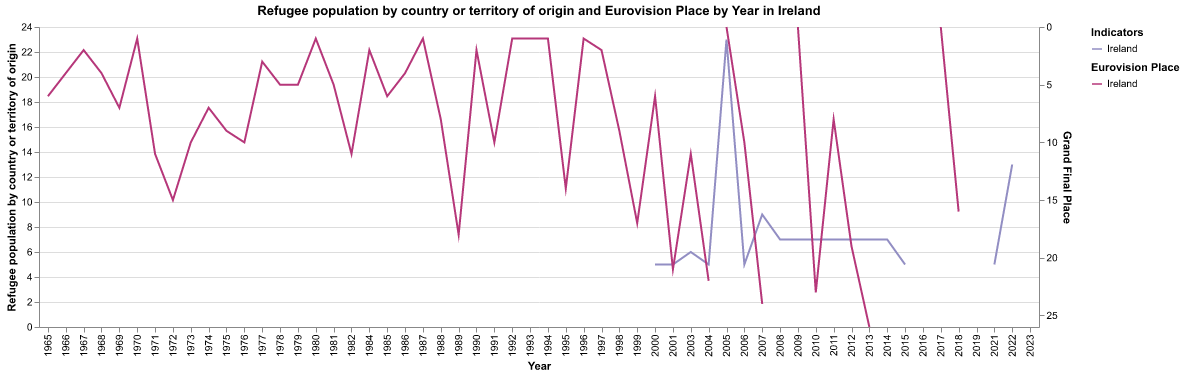 Refugee population by country or territory of origin and Eurovision Place by Year in Ireland
Refugee population by country or territory of origin
24
22
20
18
16
14
12
10
8
6
4
2
0
0
5
10
15
20
25
Grand Final Place
1965 1966 1967 1968 1969 1970 1971 1972 1973 1974 1975 1976 1977 1978 1979 1980 1981 1982 1984 1985 1986 1987 1988 1989 1990 1991 1992 1993 1994 1995 1996 1997 1998 1999 2000 2001 2003 2004 2005 2006 2007 2008 2009 2010 2011 2012 2013 2014 2015 2016 2017 2018 2019 2021 2022 2023
Year
Indicators
Ireland
Eurovision Place
Ireland